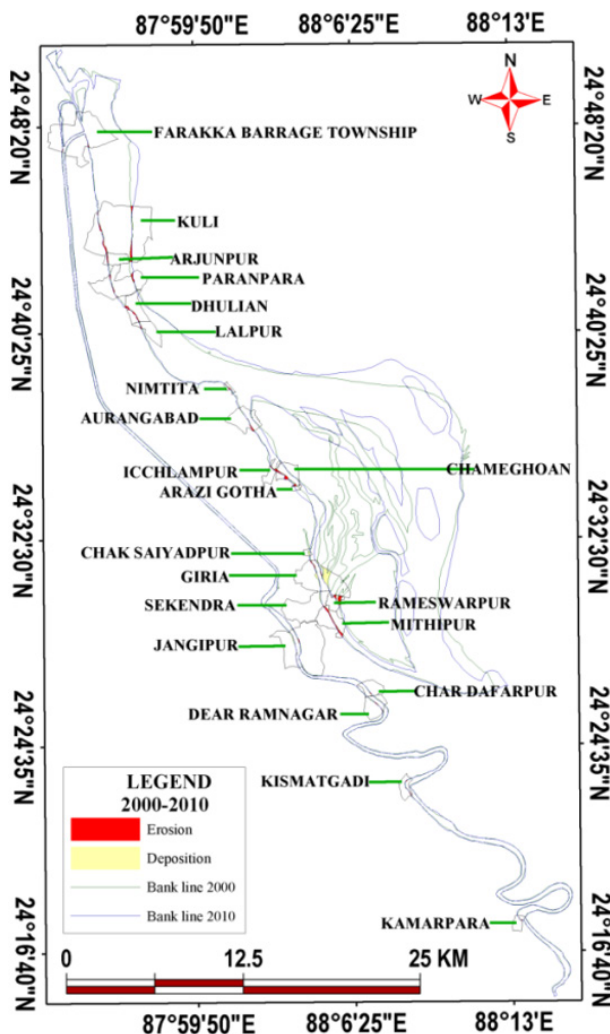 87°59'50"E 88°6'25"E 88°13'E
N
W E
S
24°48'20"N 24°48'20"N
FARAKKA BARRAGE TOWNSHIP
KULI
ARJUNPUR
PARANPARA
DHULIAN
24°40'25"N 24°40'25"N
LALPUR
NIMTITA
AURANGABAD
ICCHLAMPUR CHAMEGHOAN
ARAZI GOTHA
24°32'30"N 24°32'30"N
CHAK SAIYADPUR
GIRIA
SEKENDRA RAMESWARPUR
MITHIPUR
JANGIPUR
CHAR DAFARPUR
DEAR RAMNAGAR
24°24'35"N 24°24'35"N
KISMATGADI
LEGEND
2000-2010
Erosion
Deposition
Bank line 2000
Bank line 2010
KAMARPARA
24°16'40"N 24°16'40"N
0 12.5 25 KM
87°59'50"E 88°6'25"E 88°13'E